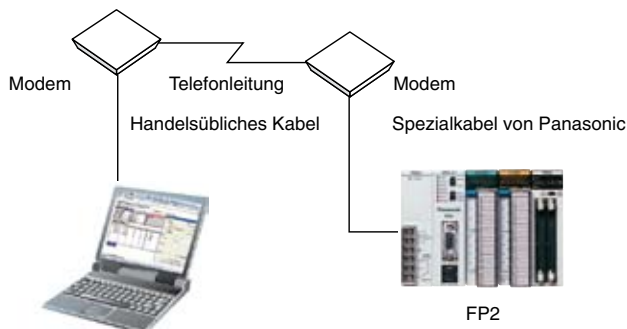 Modem
Telefonleitung
Modem
Handelsübliches Kabel
Spezialkabel von Panasonic
FP2